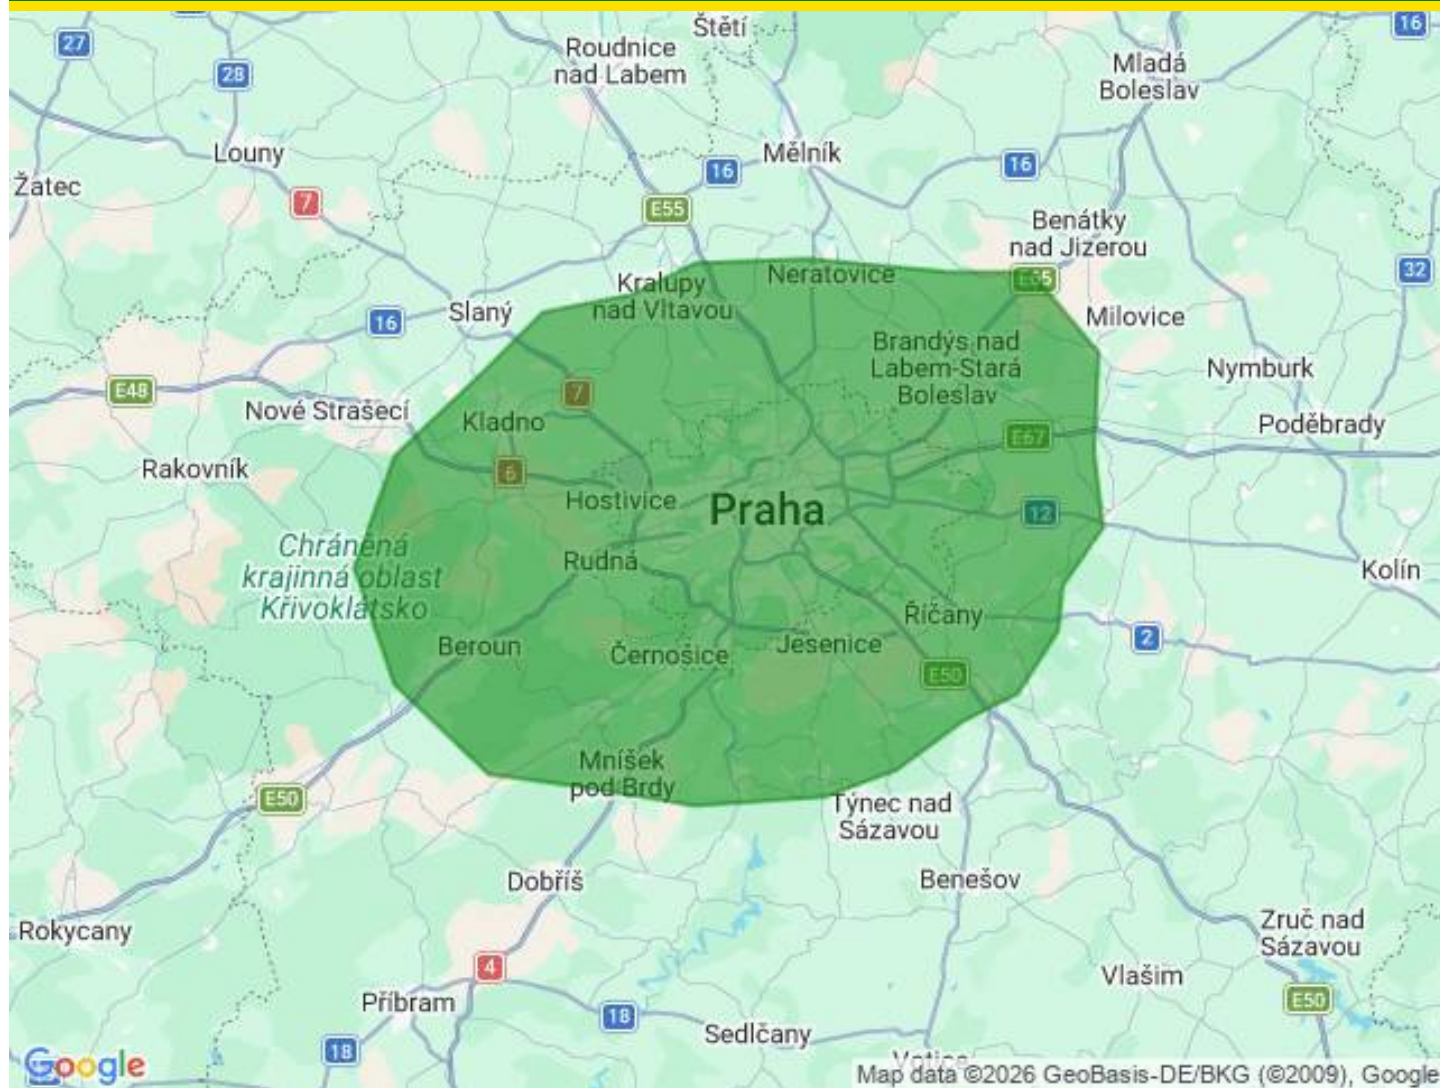 Štětí
16
27
Roudnice
nad Labem
28
Mladá
Boleslav
Louny
Mělník
16
16
Žatec
7
E55
Benátky
nad Jizerou
32
Kralupy
nad Vltavou
Neratovice
E65
Slaný
16
Milovice
Brandýs nad
Labem-Stará
Boleslav
Nymburk
E48
7
Nové Strašecí
Kladno
Poděbrady
E67
Rakovník
6
Hostivice
Praha
12
Chráněná
krajinná oblast
Křivoklátsko
Rudná
Kolín
Říčany
2
Beroun
Černošice
Jesenice
E50
Mníšek
pod Brdy
E50
Týnec nad
Sázavou
Dobříš
Benešov
Rokycany
Zruč nad
Sázavou
4
Vlašim
Příbram
E50
18
Sedlčany
18
Votice
Google
Map data ©2026 GeoBasis-DE/BKG (©2009), Google